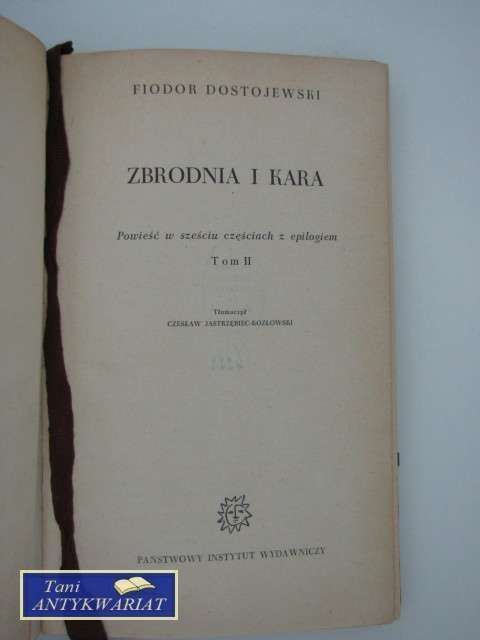 FIODOR DOSTOJEWSKI
ZBRODNIA I KARA
Powieść w sześciu częściach z epilogiem
Tom II
Tłumaczył
CZESŁAW JASTRZĘBIEC-KOZŁOWSKI
PAŃSTWOWY INSTYTUT WYDAWNICZY
Tani
ANTYKWARIAT